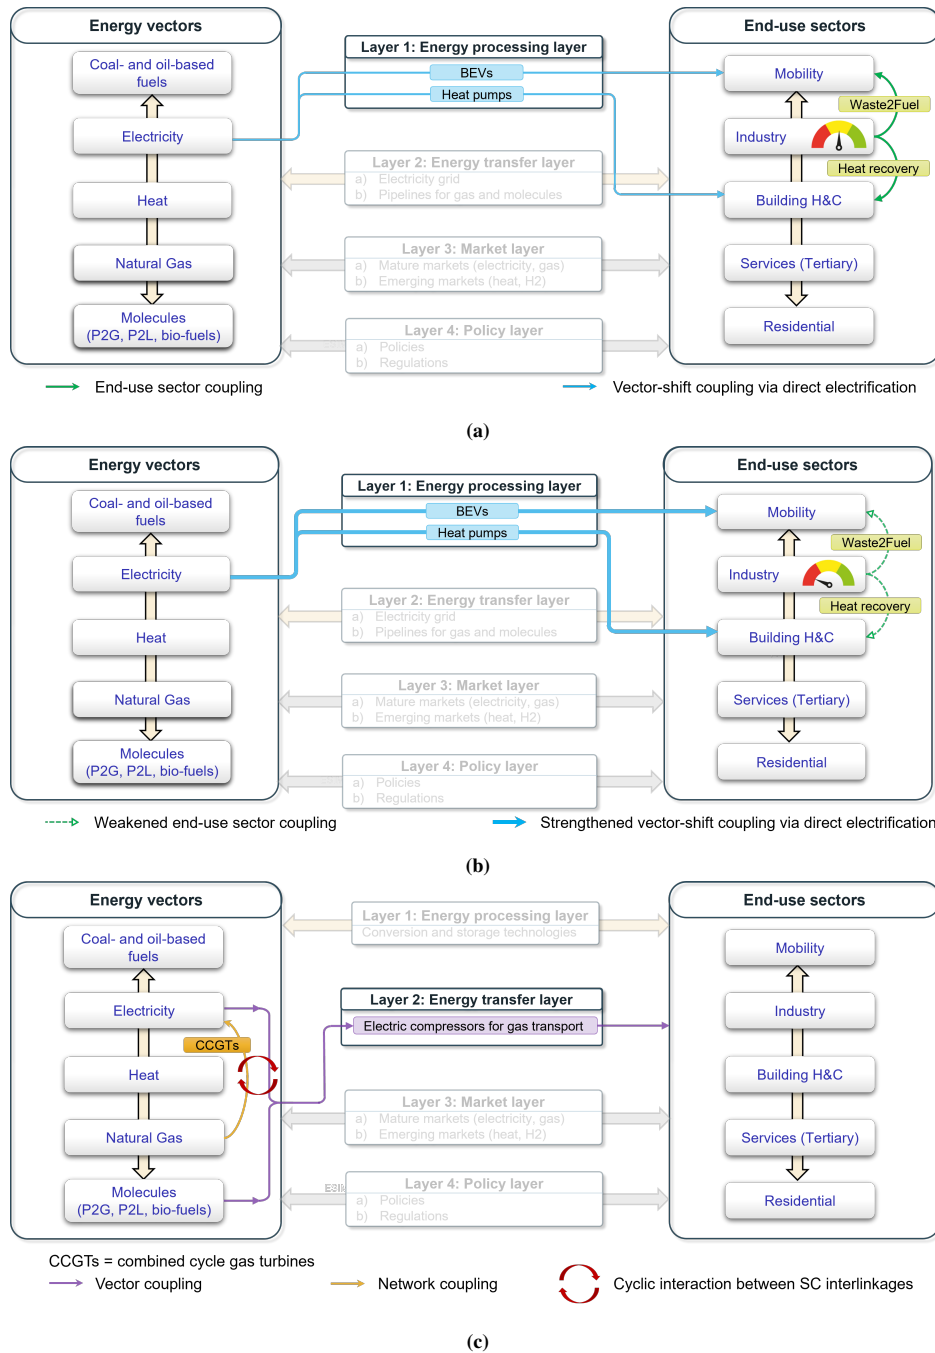 Energy vectors
Coal- and oil-based
fuels
Electricity
Heat
Natural Gas
Molecules
(P2G, P2L, bio-fuels)
Layer 1: Energy processing layer
BEVs
Heat pumps
Layer 2: Energy transfer layer
a) Electricity grid
b) Pipelines for gas and molecules
Layer 3: Market layer
a) Mature markets (electricity, gas)
b) Emerging markets (heat, H2)
Layer 4: Policy layer
a) Policies
b) Regulations
End-use sectors
Mobility
Waste2Fuel
Industry
Heat recovery
Building H&C
Services (Tertiary)
Residential
End-use sector coupling
Vector-shift coupling via direct electrification
(a)
Energy vectors
Coal- and oil-based
fuels
Electricity
Heat
Natural Gas
Molecules
(P2G, P2L, bio-fuels)
Layer 1: Energy processing layer
BEVs
Heat pumps
Layer 2: Energy transfer layer
a) Electricity grid
b) Pipelines for gas and molecules
Layer 3: Market layer
a) Mature markets (electricity, gas)
b) Emerging markets (heat, H2)
Layer 4: Policy layer
a) Policies
b) Regulations
End-use sectors
Mobility
Waste2Fuel
Industry
Heat recovery
Building H&C
Services (Tertiary)
Residential
Weakened end-use sector coupling
Strengthened vector-shift coupling via direct electrification
(b)
Energy vectors
Coal- and oil-based
fuels
Electricity
CCGTs
Heat
Natural Gas
Molecules
(P2G, P2L, bio-fuels)
Layer 1: Energy processing layer
Conversion and storage technologies
Layer 2: Energy transfer layer
Electric compressors for gas transport
Layer 3: Market layer
a) Mature markets (electricity, gas)
b) Emerging markets (heat, H2)
Layer 4: Policy layer
a) Policies
b) Regulations
End-use sectors
Mobility
Industry
Building H&C
Services (Tertiary)
Residential
CCGTs = combined cycle gas turbines
Vector coupling
Network coupling
Cyclic interaction between SC interlinkages
(c)